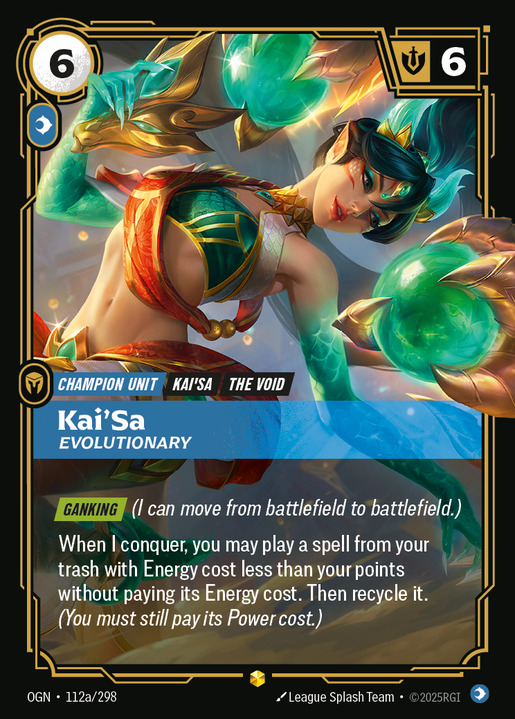 6
6
CHAMPION UNIT KAI'SA THE VOID
Kai'Sa
EVOLUTIONARY
GANKING (I can move from battlefield to battlefield.)
When I conquer, you may play a spell from your
trash with Energy cost less than your points
without paying its Energy cost. Then recycle it.
(You must still pay its Power cost.)
OGN • 112a/298
League Splash Team • ©2025RGI